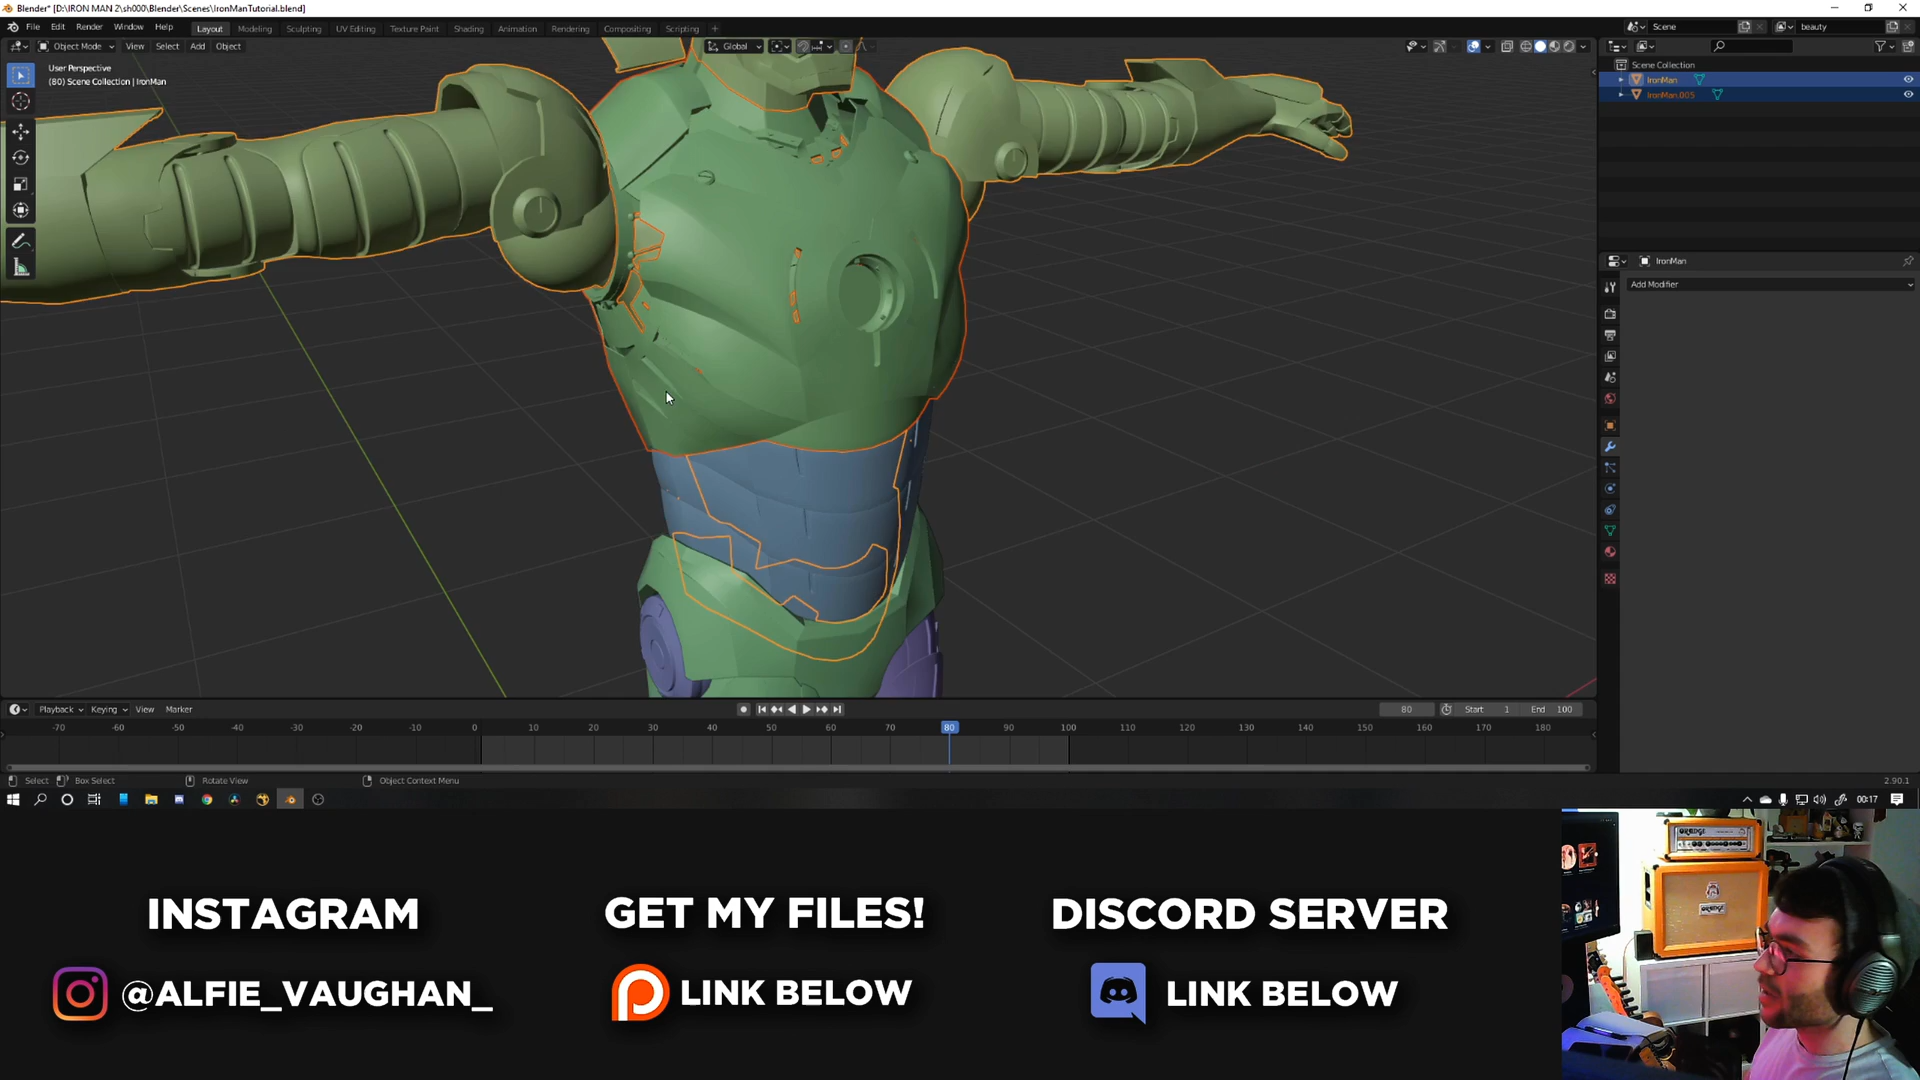 Blender* [D:\IRON MAN 2\sh000\Blender\Scenes\IronManTutorial.blend]
File Edit Render Window Help Layout Modeling Sculpting UV Editing Texture Paint Shading Animation Rendering Compositing Scripting + Scene beauty
Object Mode View Select Add Object Global
User Perspective
(80) Scene Collection | IronMan
Scene Collection
IronMan
IronMan.005
IronMan
Add Modifier
Playback Keying View Marker 80 Start 1 End 100
-70 -60 -50 -40 -30 -20 -10 0 10 20 30 40 50 60 70 80 90 100 110 120 130 140 150 160 170 180
Select Box Select Rotate View Object Context Menu 2.90.1
00:17
INSTAGRAM
@ALFIE_VAUGHAN_
GET MY FILES!
LINK BELOW
DISCORD SERVER
LINK BELOW
ORANGE
ORANGE